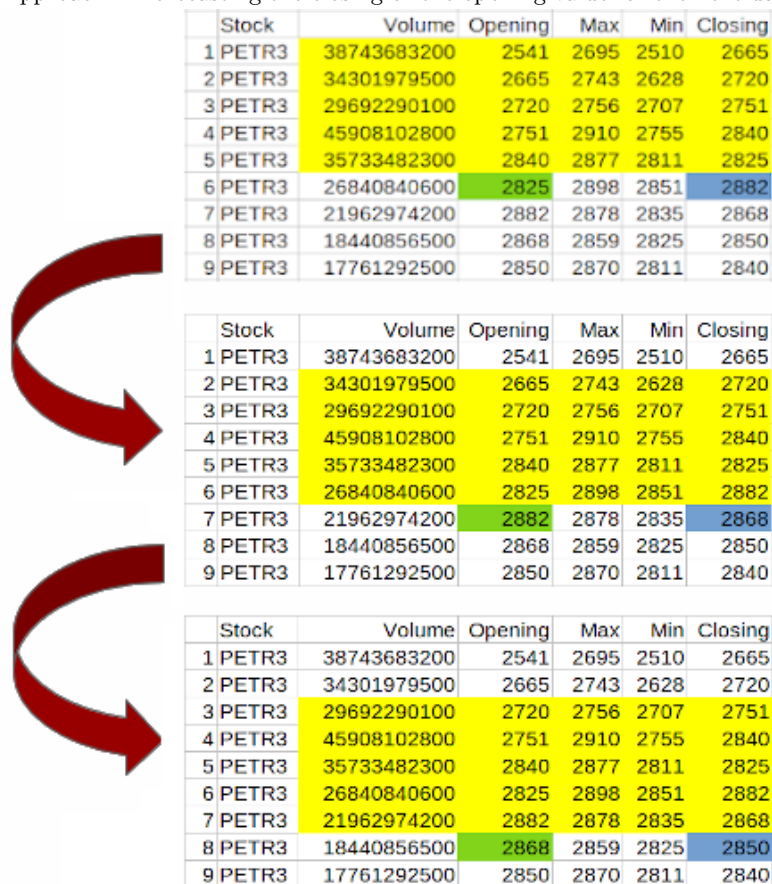 Stock Volume Opening Max Min Closing
1 PETR3 38743683200 2541 2695 2510 2665
2 PETR3 34301979500 2665 2743 2628 2720
3 PETR3 29692290100 2720 2756 2707 2751
4 PETR3 45908102800 2751 2910 2755 2840
5 PETR3 35733482300 2840 2877 2811 2825
6 PETR3 26840840600 2825 2898 2851 2882
7 PETR3 21962974200 2882 2878 2835 2868
8 PETR3 18440856500 2868 2859 2825 2850
9 PETR3 17761292500 2850 2870 2811 2840
Stock Volume Opening Max Min Closing
1 PETR3 38743683200 2541 2695 2510 2665
2 PETR3 34301979500 2665 2743 2628 2720
3 PETR3 29692290100 2720 2756 2707 2751
4 PETR3 45908102800 2751 2910 2755 2840
5 PETR3 35733482300 2840 2877 2811 2825
6 PETR3 26840840600 2825 2898 2851 2882
7 PETR3 21962974200 2882 2878 2835 2868
8 PETR3 18440856500 2868 2859 2825 2850
9 PETR3 17761292500 2850 2870 2811 2840
Stock Volume Opening Max Min Closing
1 PETR3 38743683200 2541 2695 2510 2665
2 PETR3 34301979500 2665 2743 2628 2720
3 PETR3 29692290100 2720 2756 2707 2751
4 PETR3 45908102800 2751 2910 2755 2840
5 PETR3 35733482300 2840 2877 2811 2825
6 PETR3 26840840600 2825 2898 2851 2882
7 PETR3 21962974200 2882 2878 2835 2868
8 PETR3 18440856500 2868 2859 2825 2850
9 PETR3 17761292500 2850 2870 2811 2840